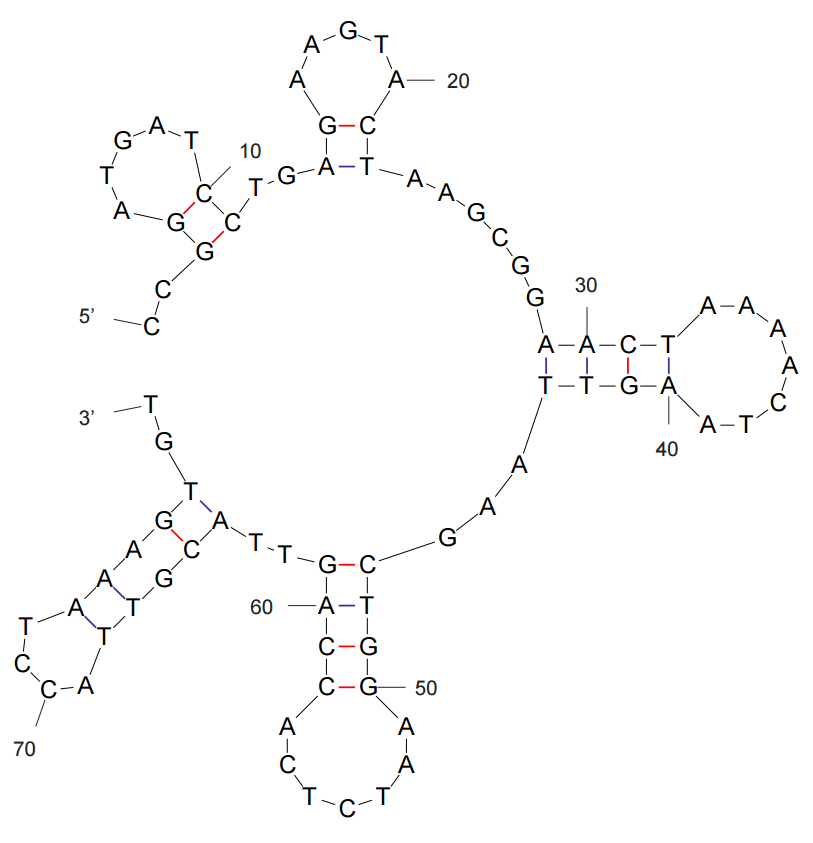 5’
C C G G A T G A T C
10
C T G A G A A G T A
20
C T A A G C G G A A
30
C T A A A A C T A A
40
G T T A A G C T G G
50
A A T C T C A C C A
60
G T T A C G T T A C
70
C T A A A G T G T
3’